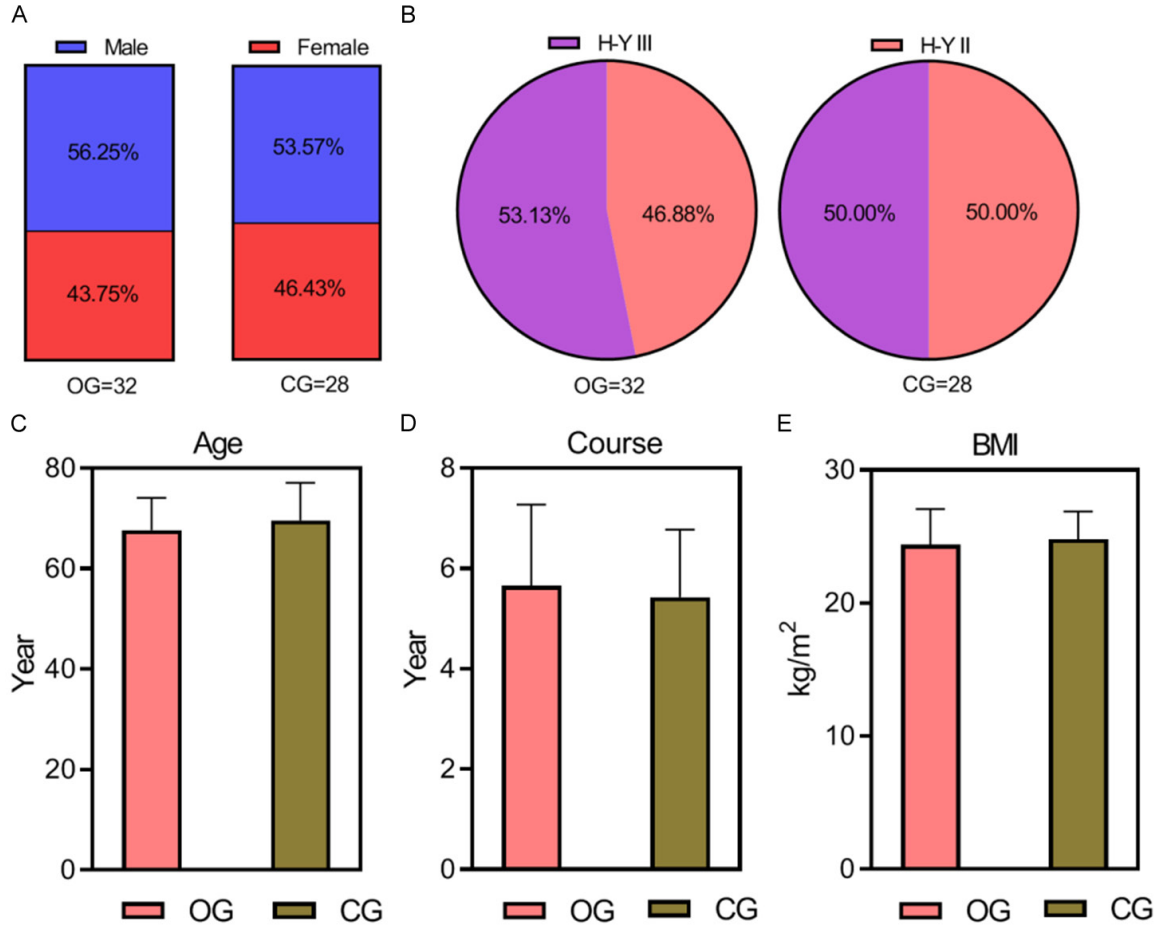 A
B
Male
Female
H-Y III
H-Y II
56.25%
53.57%
43.75%
46.43%
53.13%
46.88%
50.00%
50.00%
OG=32
CG=28
OG=32
CG=28
C
D
E
Age
Year
80
60
40
20
0
OG
CG
Course
Year
8
6
4
2
0
OG
CG
BMI
kg/m²
30
20
10
0
OG
CG